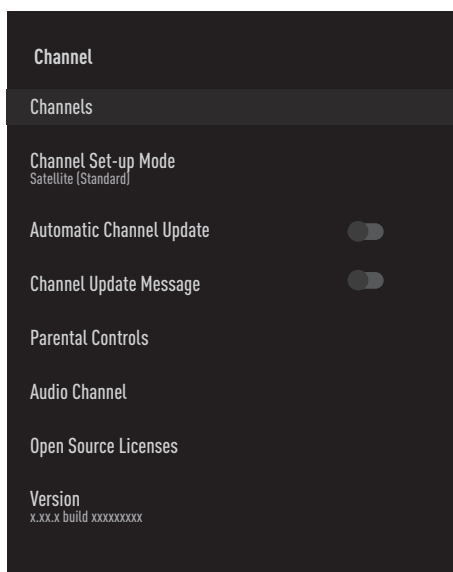 Channel
Channels
Channel Set-up Mode
Satellite (Standard)
Automatic Channel Update
Channel Update Message
Parental Controls
Audio Channel
Open Source Licenses
Version
x.xx.x build xxxxxxxxx